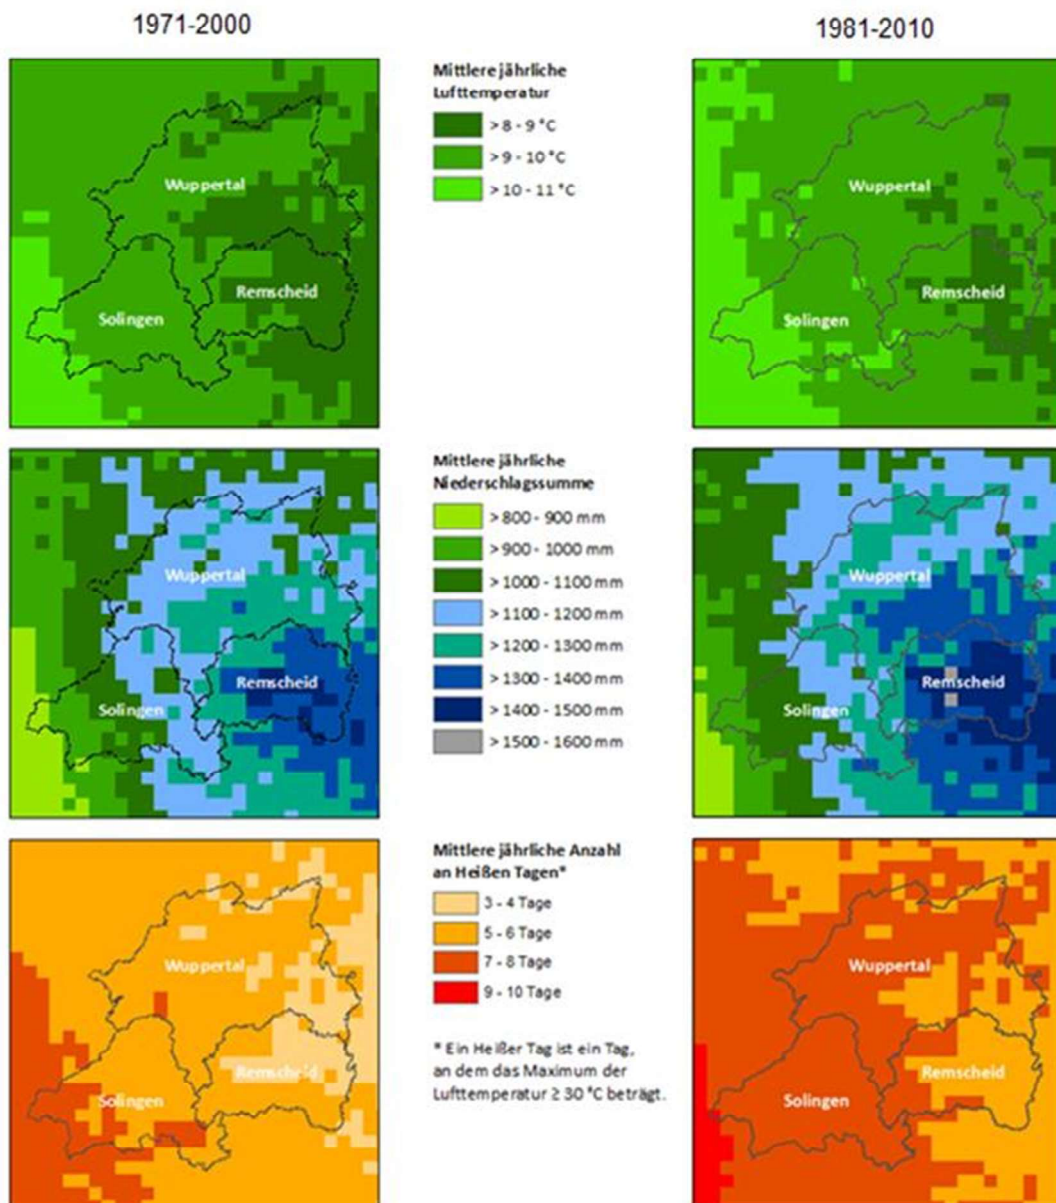 1971-2000
1981-2010
Wuppertal
Remscheid
Solingen
Mittlere jährliche
Lufttemperatur
> 8 - 9 °C
> 9 - 10 °C
> 10 - 11 °C
Wuppertal
Remscheid
Solingen
Wuppertal
Remscheid
Solingen
Mittlere jährliche
Niederschlagssumme
> 800 - 900 mm
> 900 - 1000 mm
> 1000 - 1100 mm
> 1100 - 1200 mm
> 1200 - 1300 mm
> 1300 - 1400 mm
> 1400 - 1500 mm
> 1500 - 1600 mm
Wuppertal
Remscheid
Solingen
Wuppertal
Remscheid
Solingen
Mittlere jährliche Anzahl
an Heißen Tagen*
3 - 4 Tage
5 - 6 Tage
7 - 8 Tage
9 - 10 Tage
* Ein Heißer Tag ist ein Tag,
an dem das Maximum der
Lufttemperatur ≥ 30 °C beträgt.
Wuppertal
Remscheid
Solingen